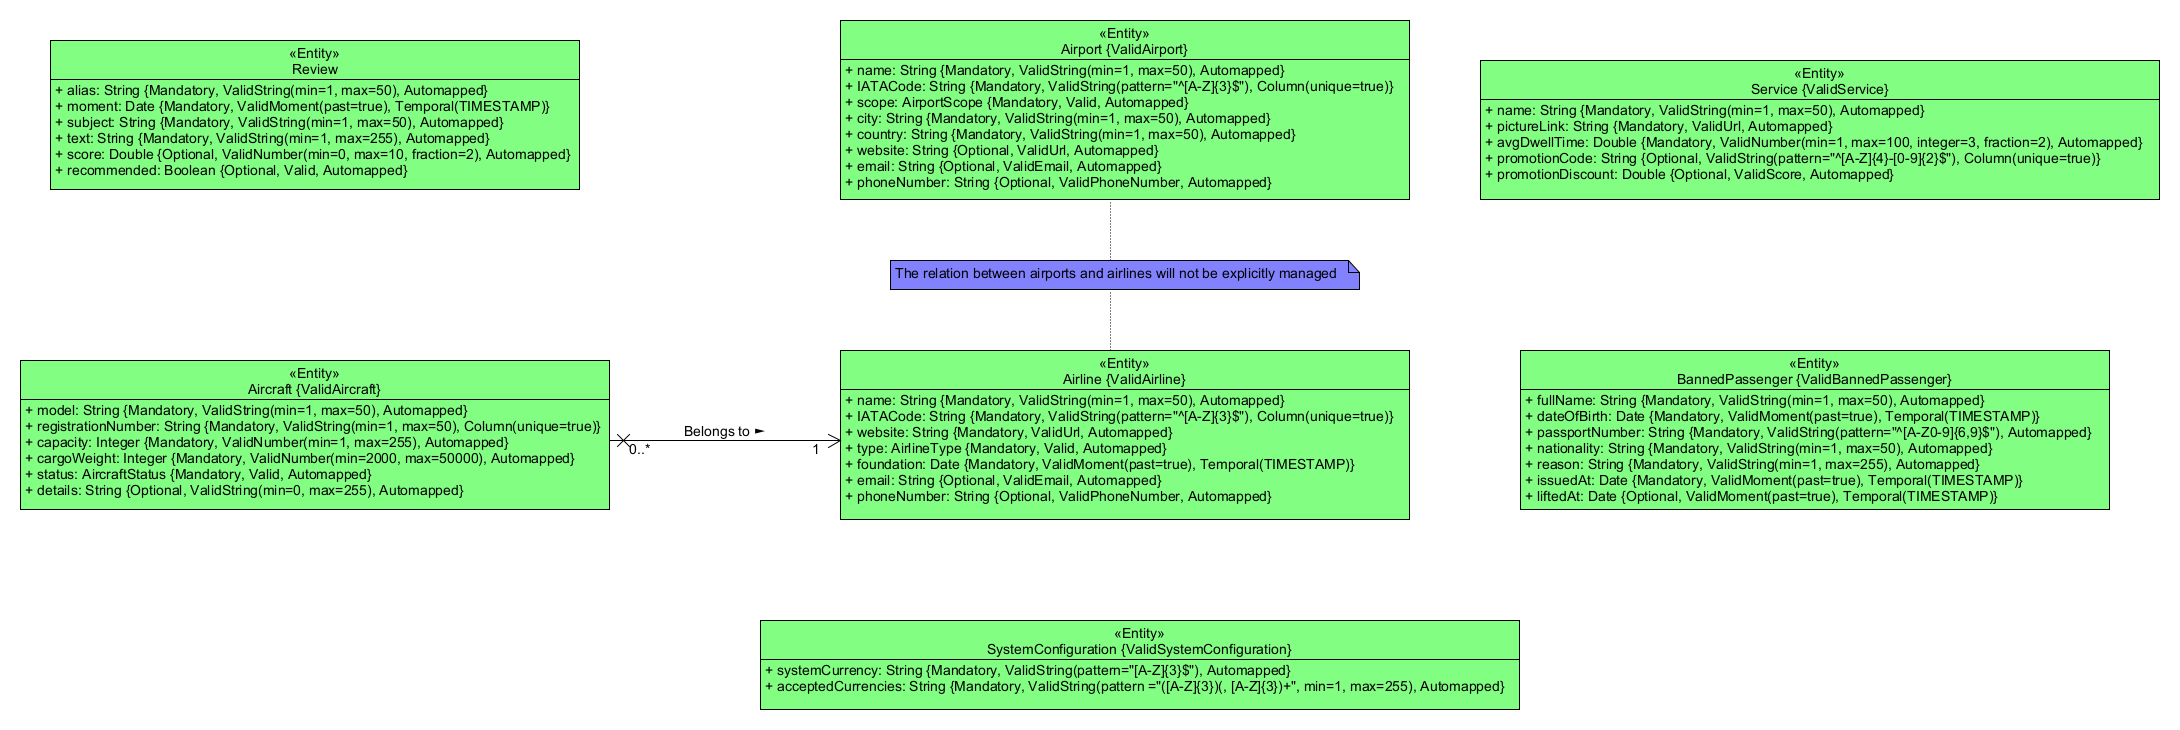 «Entity»
Review
+ alias: String {Mandatory, ValidString(min=1, max=50), Automapped}
+ moment: Date {Mandatory, ValidMoment(past=true), Temporal(TIMESTAMP)}
+ subject: String {Mandatory, ValidString(min=1, max=50), Automapped}
+ text: String {Mandatory, ValidString(min=1, max=255), Automapped}
+ score: Double {Optional, ValidNumber(min=0, max=10, fraction=2), Automapped}
+ recommended: Boolean {Optional, Valid, Automapped}
«Entity»
Airport {ValidAirport}
+ name: String {Mandatory, ValidString(min=1, max=50), Automapped}
+ IATACode: String {Mandatory, ValidString(pattern="^[A-Z]{3}$"), Column(unique=true)}
+ scope: AirportScope {Mandatory, Valid, Automapped}
+ city: String {Mandatory, ValidString(min=1, max=50), Automapped}
+ country: String {Mandatory, ValidString(min=1, max=50), Automapped}
+ website: String {Optional, ValidUrl, Automapped}
+ email: String {Optional, ValidEmail, Automapped}
+ phoneNumber: String {Optional, ValidPhoneNumber, Automapped}
«Entity»
Service {ValidService}
+ name: String {Mandatory, ValidString(min=1, max=50), Automapped}
+ pictureLink: String {Mandatory, ValidUrl, Automapped}
+ avgDwellTime: Double {Mandatory, ValidNumber(min=1, max=100, integer=3, fraction=2), Automapped}
+ promotionCode: String {Optional, ValidString(pattern="^[A-Z]{4}-[0-9]{2}$"), Column(unique=true)}
+ promotionDiscount: Double {Optional, ValidScore, Automapped}
The relation between airports and airlines will not be explicitly managed
«Entity»
Aircraft {ValidAircraft}
+ model: String {Mandatory, ValidString(min=1, max=50), Automapped}
+ registrationNumber: String {Mandatory, ValidString(min=1, max=50), Column(unique=true)}
+ capacity: Integer {Mandatory, ValidNumber(min=1, max=255), Automapped}
+ cargoWeight: Integer {Mandatory, ValidNumber(min=2000, max=50000), Automapped}
+ status: AircraftStatus {Mandatory, Valid, Automapped}
+ details: String {Optional, ValidString(min=0, max=255), Automapped}
Belongs to ►
0..*
1
«Entity»
Airline {ValidAirline}
+ name: String {Mandatory, ValidString(min=1, max=50), Automapped}
+ IATACode: String {Mandatory, ValidString(pattern="^[A-Z]{3}$"), Column(unique=true)}
+ website: String {Mandatory, ValidUrl, Automapped}
+ type: AirlineType {Mandatory, Valid, Automapped}
+ foundation: Date {Mandatory, ValidMoment(past=true), Temporal(TIMESTAMP)}
+ email: String {Optional, ValidEmail, Automapped}
+ phoneNumber: String {Optional, ValidPhoneNumber, Automapped}
«Entity»
BannedPassenger {ValidBannedPassenger}
+ fullName: String {Mandatory, ValidString(min=1, max=50), Automapped}
+ dateOfBirth: Date {Mandatory, ValidMoment(past=true), Temporal(TIMESTAMP)}
+ passportNumber: String {Mandatory, ValidString(pattern="^[A-Z0-9]{6,9}$"), Automapped}
+ nationality: String {Mandatory, ValidString(min=1, max=50), Automapped}
+ reason: String {Mandatory, ValidString(min=1, max=255), Automapped}
+ issuedAt: Date {Mandatory, ValidMoment(past=true), Temporal(TIMESTAMP)}
+ liftedAt: Date {Optional, ValidMoment(past=true), Temporal(TIMESTAMP)}
«Entity»
SystemConfiguration {ValidSystemConfiguration}
+ systemCurrency: String {Mandatory, ValidString(pattern="[A-Z]{3}$"), Automapped}
+ acceptedCurrencies: String {Mandatory, ValidString(pattern ="([A-Z]{3})(, [A-Z]{3})+", min=1, max=255), Automapped}